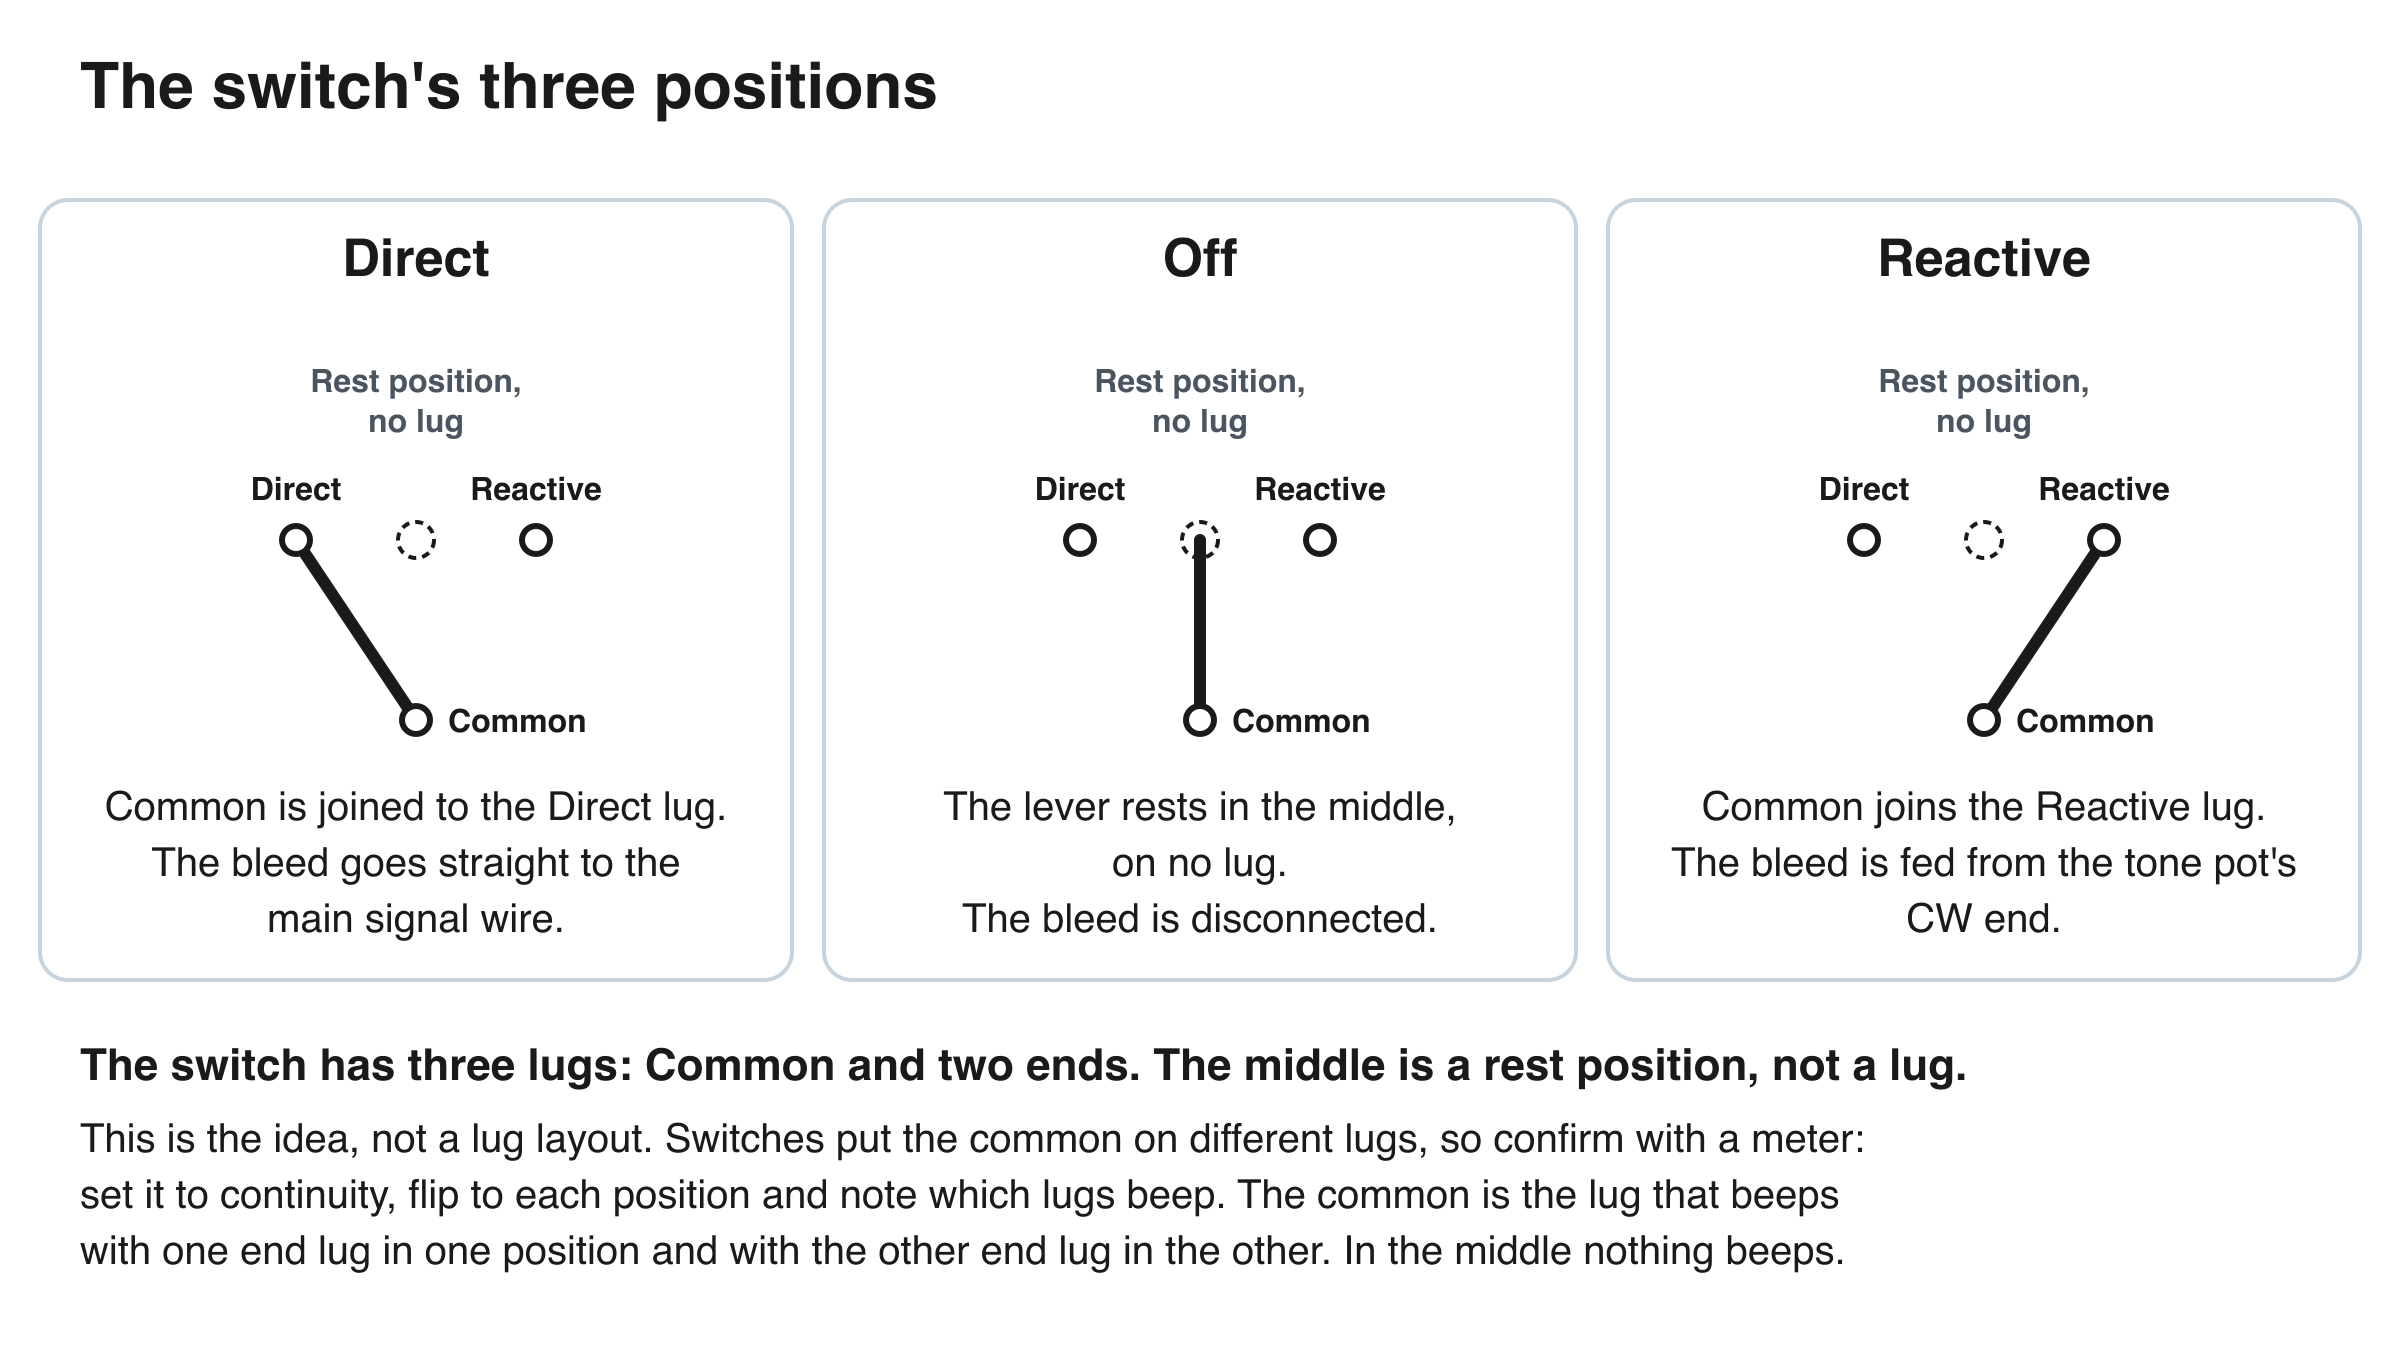 The switch's three positions
Direct
Rest position,
no lug
Direct
Reactive
Common
Common is joined to the Direct lug.
The bleed goes straight to the
main signal wire.
Off
Rest position,
no lug
Direct
Reactive
Common
The lever rests in the middle,
on no lug.
The bleed is disconnected.
Reactive
Rest position,
no lug
Direct
Reactive
Common
Common joins the Reactive lug.
The bleed is fed from the tone pot's
CW end.
The switch has three lugs: Common and two ends. The middle is a rest position, not a lug.
This is the idea, not a lug layout. Switches put the common on different lugs, so confirm with a meter:
set it to continuity, flip to each position and note which lugs beep. The common is the lug that beeps
with one end lug in one position and with the other end lug in the other. In the middle nothing beeps.